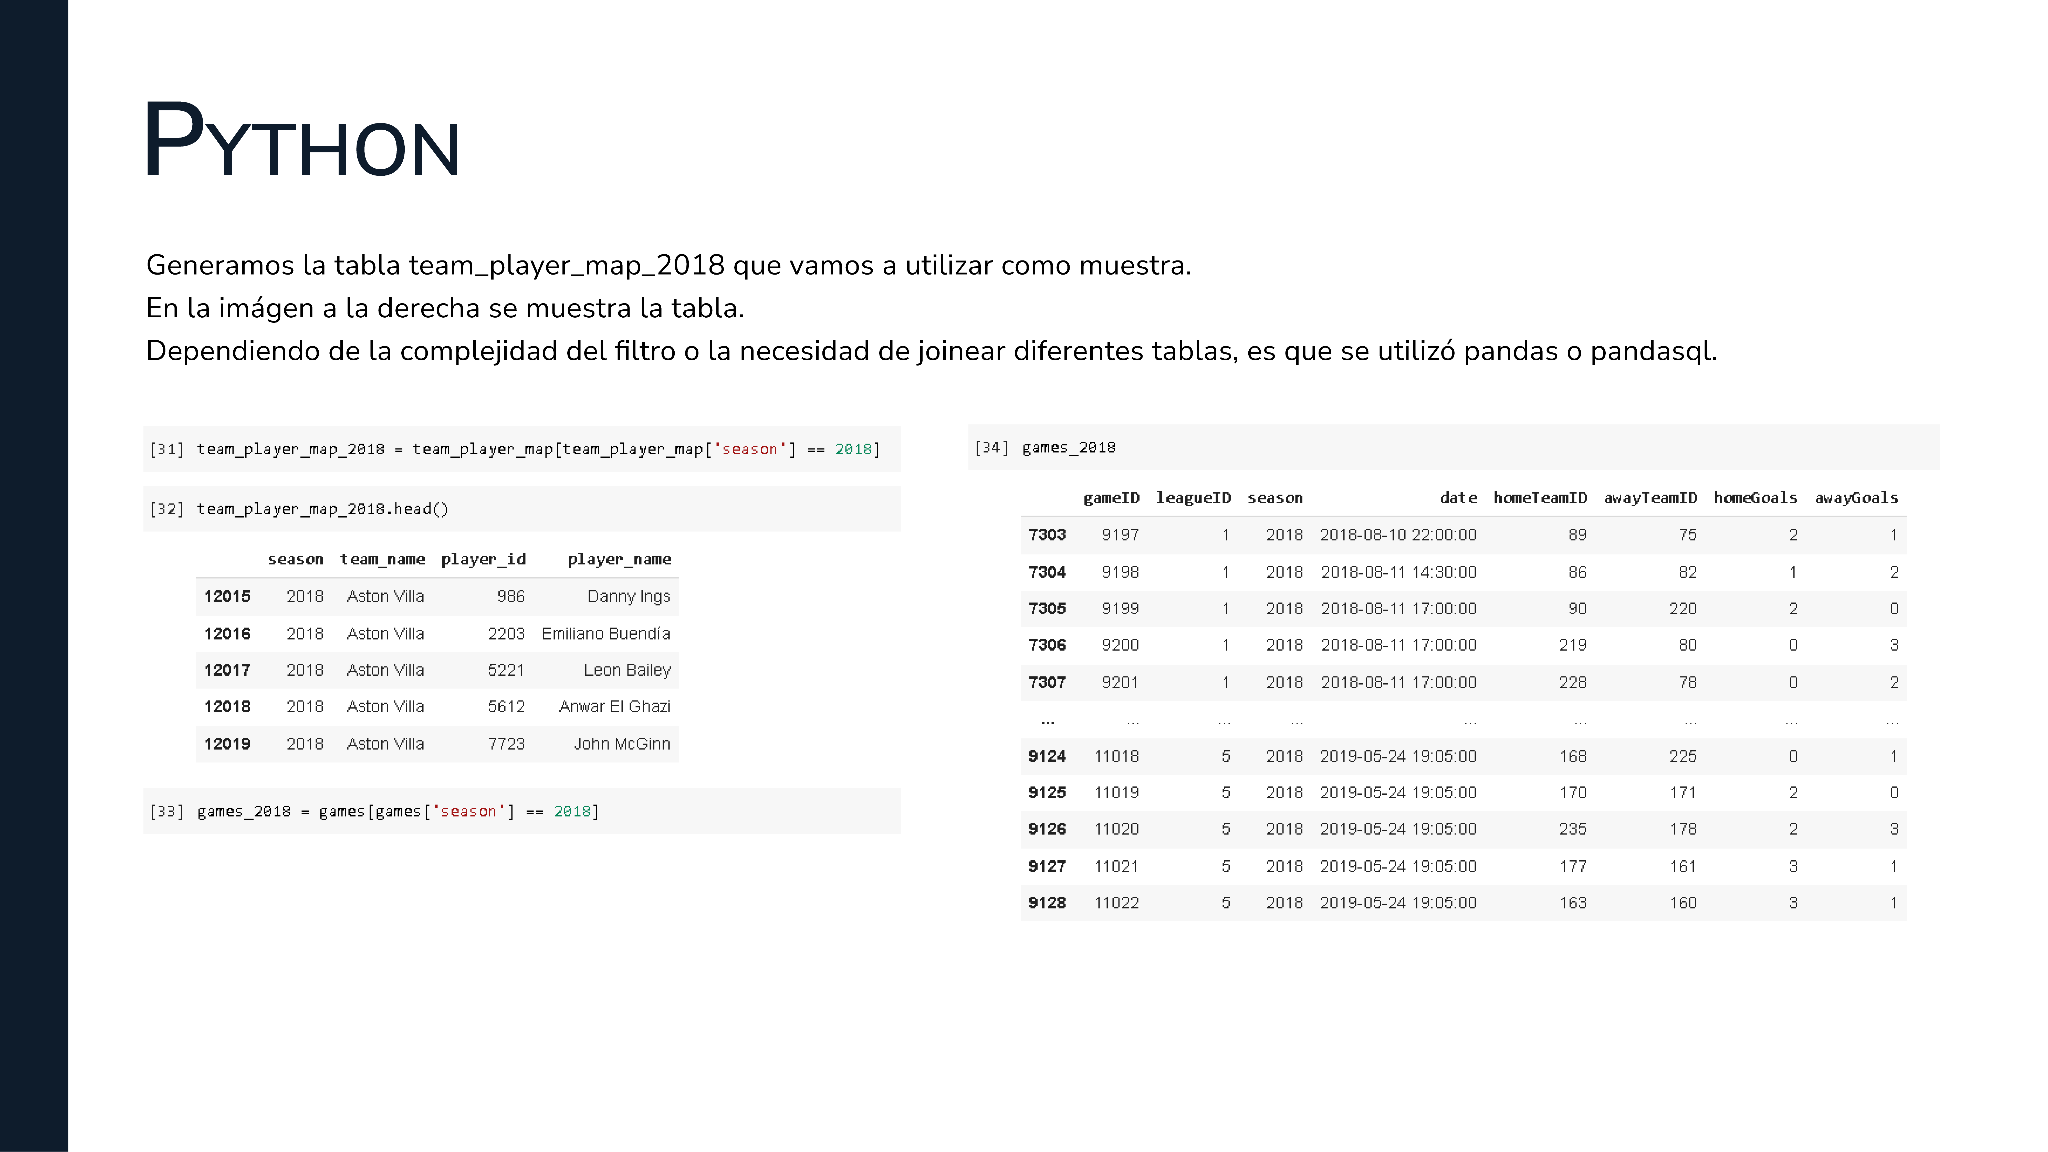 PYTHON
Generamos la tabla team_player_map_2018 que vamos a utilizar como muestra.
En la imágen a la derecha se muestra la tabla.
Dependiendo de la complejidad del filtro o la necesidad de joinear diferentes tablas, es que se utilizó pandas o pandasql.
[31] team_player_map_2018 = team_player_map[team_player_map['season'] == 2018]
[32] team_player_map_2018.head()
season team_name player_id player_name
12015 2018 Aston Villa 986 Danny Ings
12016 2018 Aston Villa 2203 Emiliano Buendía
12017 2018 Aston Villa 5221 Leon Bailey
12018 2018 Aston Villa 5612 Anwar El Ghazi
12019 2018 Aston Villa 7723 John McGinn
[33] games_2018 = games[games['season'] == 2018]
[34] games_2018
gameID leagueID season date homeTeamID awayTeamID homeGoals awayGoals
7303 9197 1 2018 2018-08-10 22:00:00 89 75 2 1
7304 9198 1 2018 2018-08-11 14:30:00 86 82 1 2
7305 9199 1 2018 2018-08-11 17:00:00 90 220 2 0
7306 9200 1 2018 2018-08-11 17:00:00 219 80 0 3
7307 9201 1 2018 2018-08-11 17:00:00 228 78 0 2
... ... ... ... ... ... ... ... ...
9124 11018 5 2018 2019-05-24 19:05:00 168 225 0 1
9125 11019 5 2018 2019-05-24 19:05:00 170 171 2 0
9126 11020 5 2018 2019-05-24 19:05:00 235 178 2 3
9127 11021 5 2018 2019-05-24 19:05:00 177 161 3 1
9128 11022 5 2018 2019-05-24 19:05:00 163 160 3 1